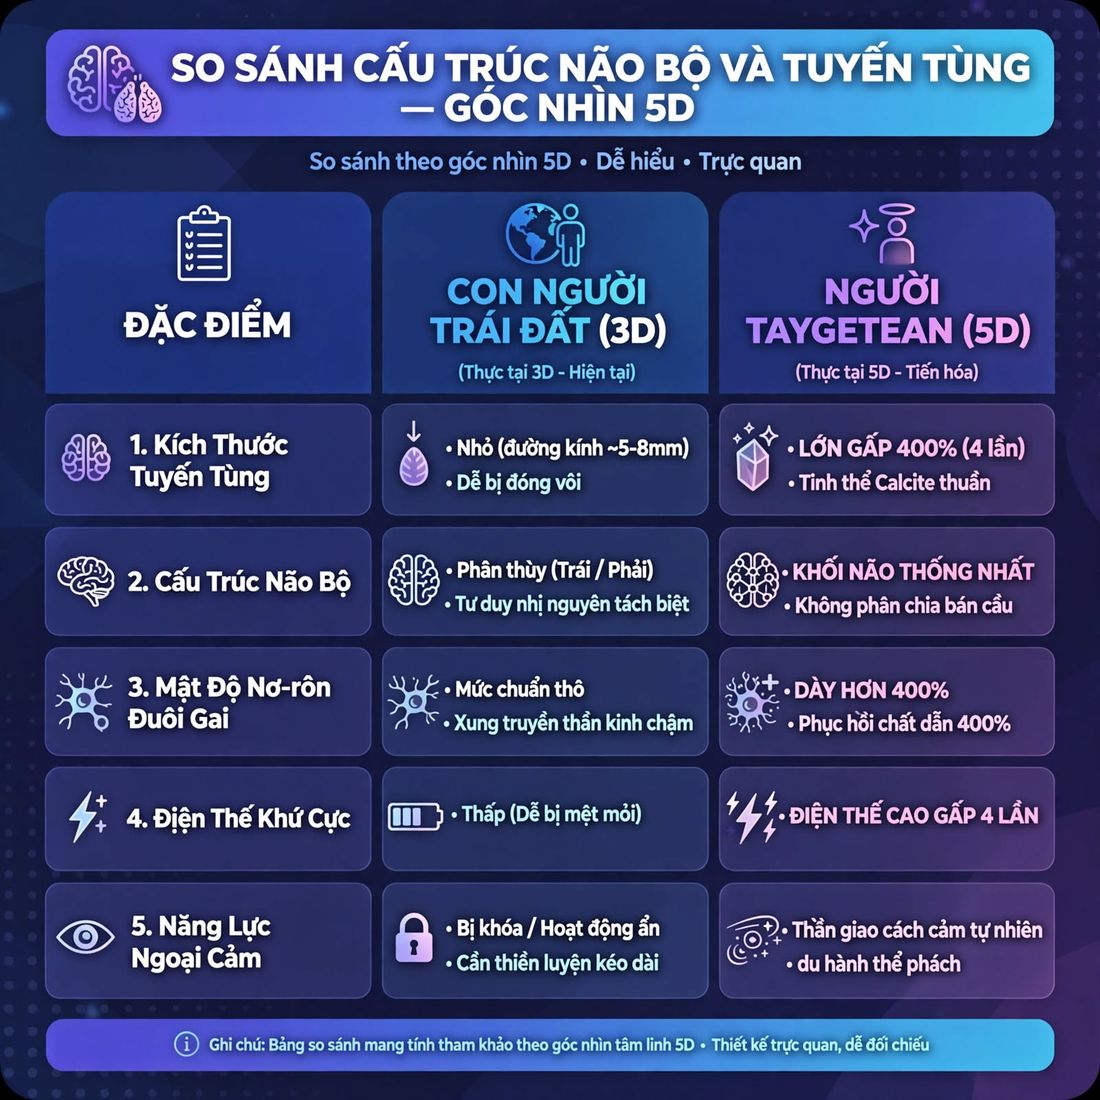 SO SÁNH CẤU TRÚC NÃO BỘ VÀ TUYẾN TÙNG
— GÓC NHÌN 5D
So sánh theo góc nhìn 5D • Dễ hiểu • Trực quan
ĐẶC ĐIỂM
CON NGƯỜI
TRÁI ĐẤT (3D)
(Thực tại 3D - Hiện tại)
NGƯỜI
TAYGETEAN (5D)
(Thực tại 5D - Tiến hóa)
1. Kích Thước
Tuyến Tùng
• Nhỏ (đường kính ~5-8mm)
• Dễ bị đóng vôi
• LỚN GẤP 400% (4 lần)
• Tinh thể Calcite thuần
2. Cấu Trúc Não Bộ
• Phân thùy (Trái / Phải)
• Tư duy nhị nguyên tách biệt
• KHỐI NÃO THỐNG NHẤT
• Không phân chia bán cầu
3. Mật Độ Nơ-rôn
Đuôi Gai
• Mức chuẩn thô
• Xung truyền thần kinh chậm
• DÀY HƠN 400%
• Phục hồi chất dẫn 400%
4. Điện Thế Khứ Cực
• Thấp (Dễ bị mệt mỏi)
• ĐIỆN THẾ CAO GẤP 4 LẦN
5. Năng Lực
Ngoại Cảm
• Bị khóa / Hoạt động ẩn
• Cần thiền luyện kéo dài
• Thần giao cách cảm tự nhiên
• du hành thể phách
Ghi chú: Bảng so sánh mang tính tham khảo theo góc nhìn tâm linh 5D • Thiết kế trực quan, dễ đối chiếu